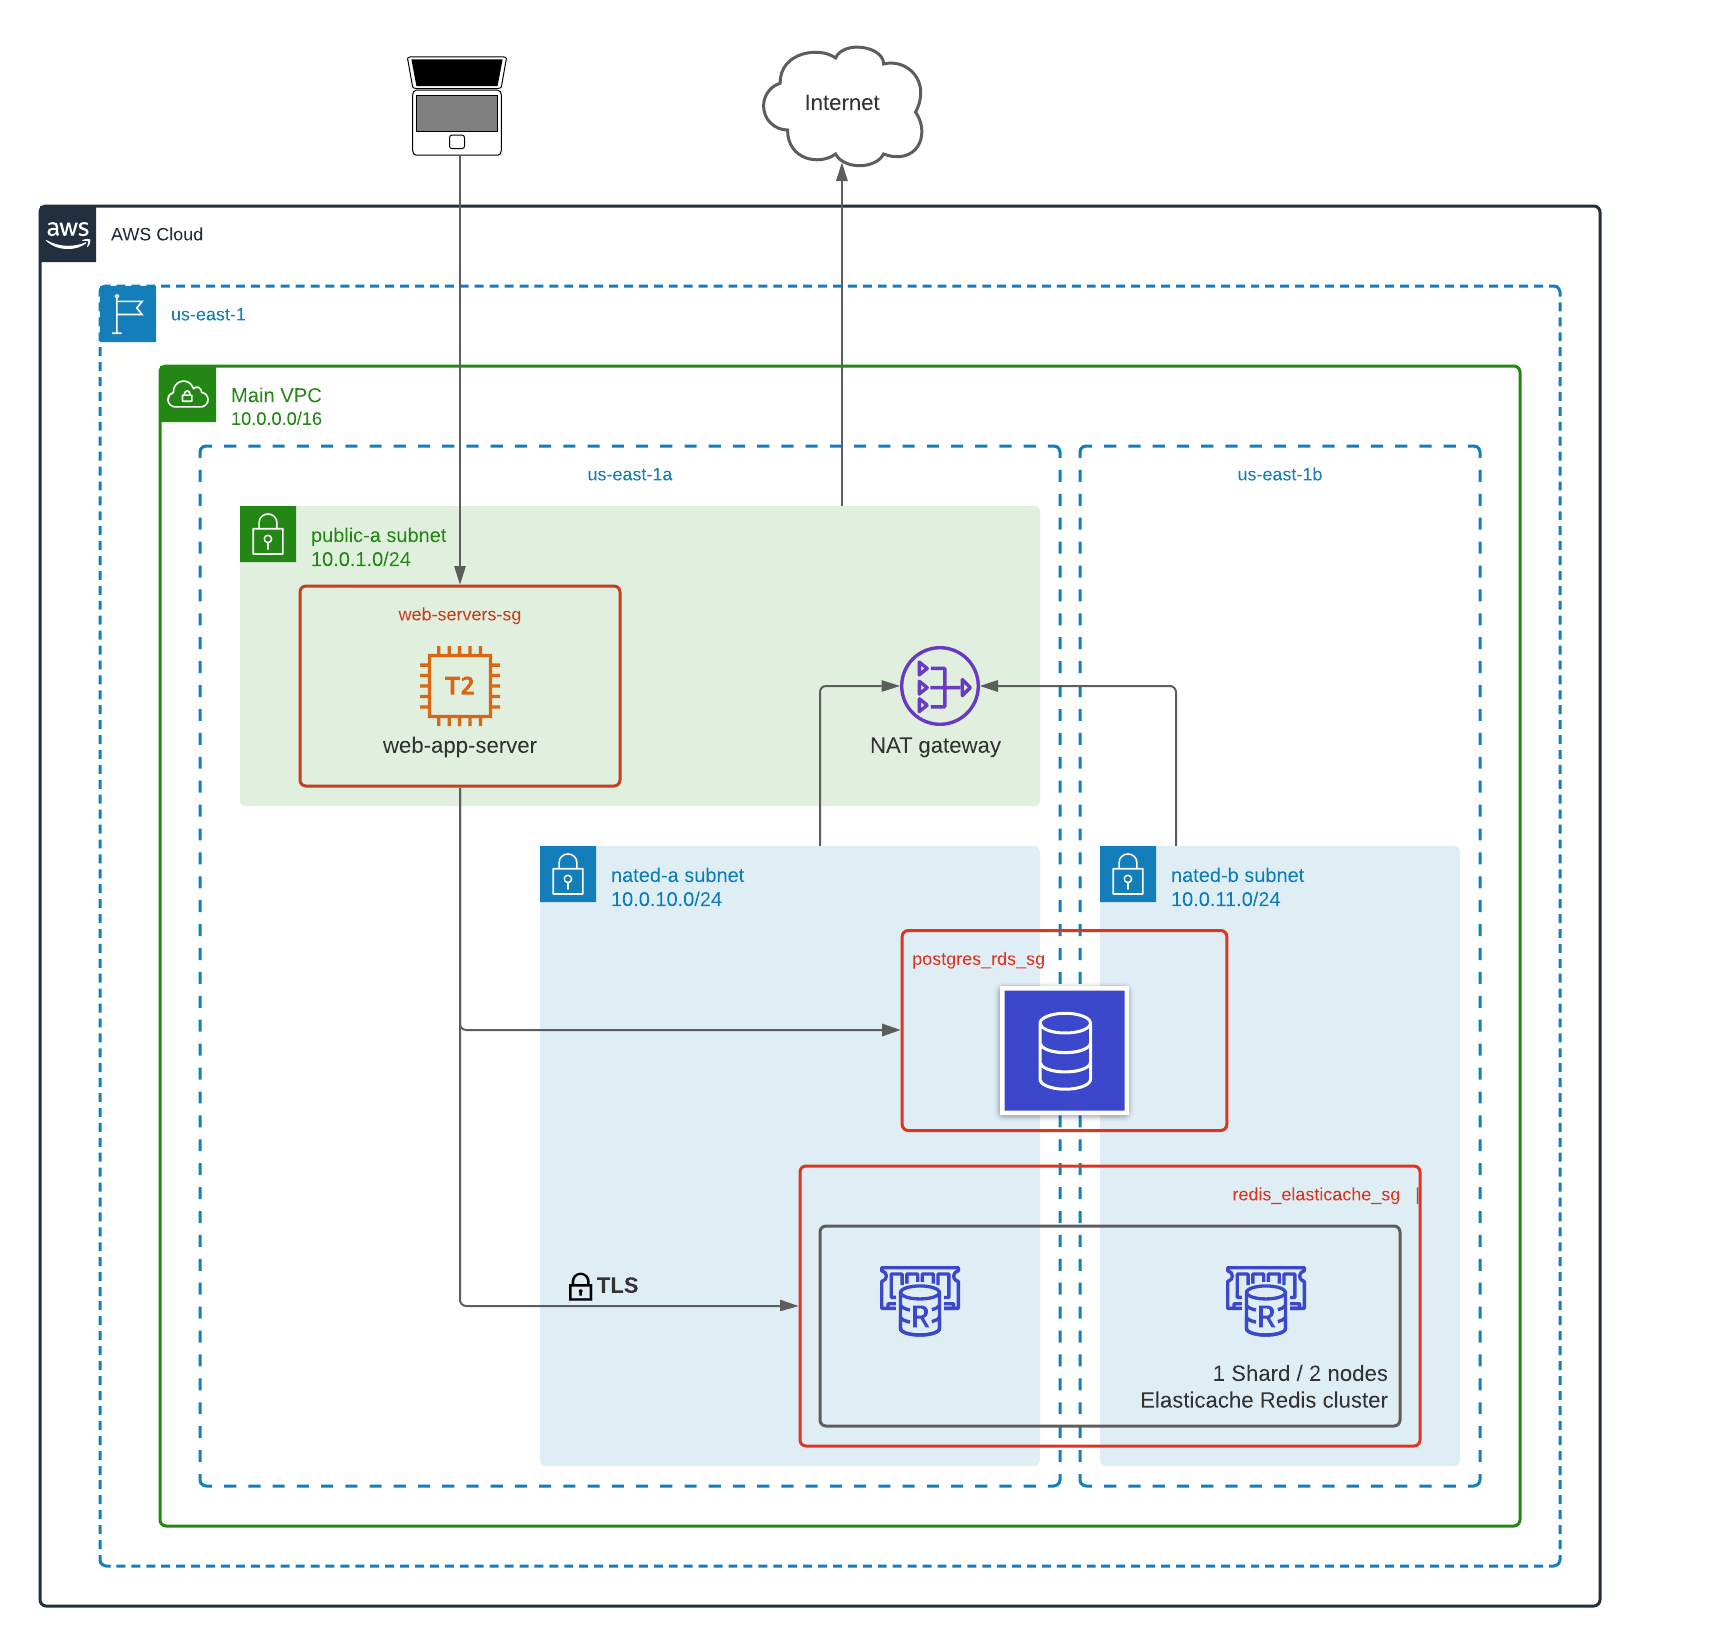 Internet
aws
AWS Cloud
us-east-1
Main VPC
10.0.0.0/16
us-east-1a
us-east-1b
public-a subnet
10.0.1.0/24
web-servers-sg
T2
web-app-server
NAT gateway
nated-a subnet
10.0.10.0/24
nated-b subnet
10.0.11.0/24
postgres_rds_sg
redis_elasticache_sg |
TLS
R
R
1 Shard / 2 nodes
Elasticache Redis cluster